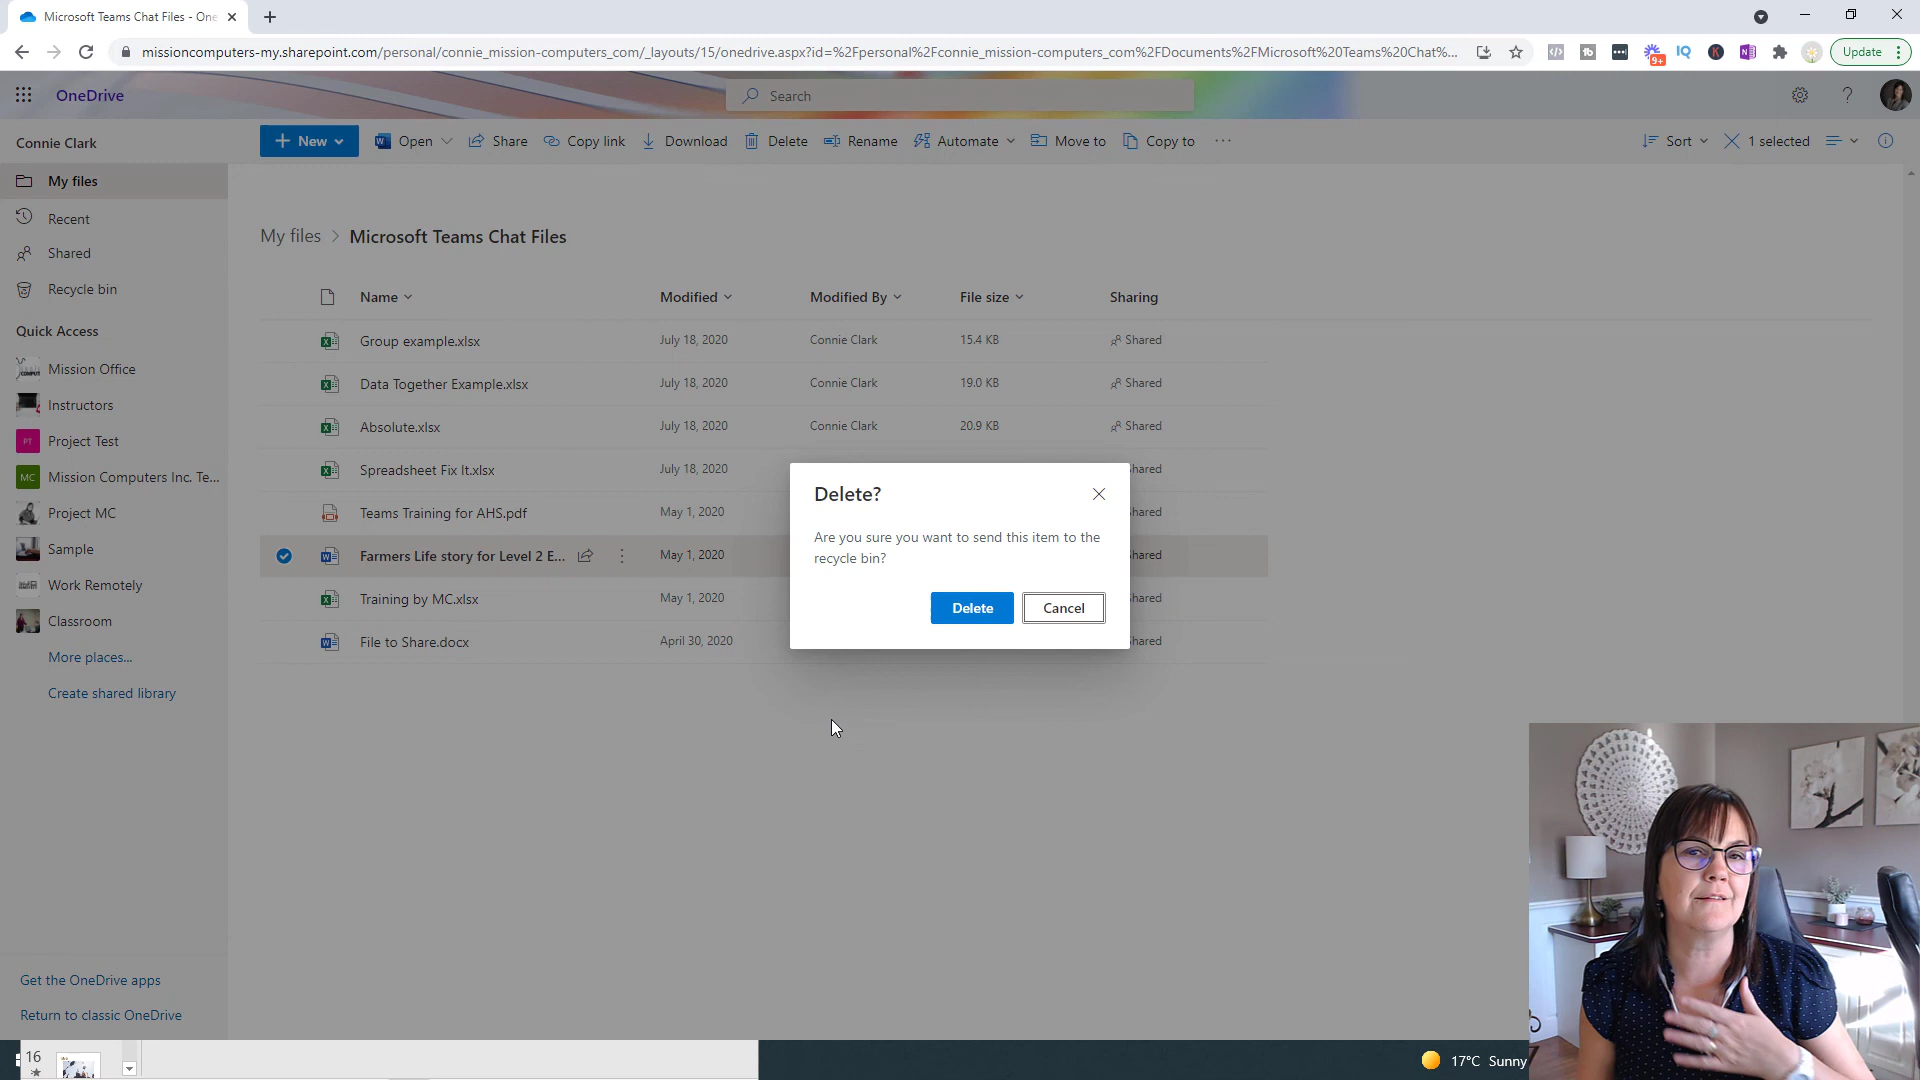 Microsoft Teams Chat Files - One
missioncomputers-my.sharepoint.com/personal/connie_mission-computers_com/_layouts/15/onedrive.aspx?id=%2Fpersonal%2Fconnie_mission-computers_com%2FDocuments%2FMicrosoft%20Teams%20Chat%...
9+
IQ
K
N
Update
OneDrive
Search
?
Connie Clark
New
Open
Share
Copy link
Download
Delete
Rename
Automate
Move to
Copy to
...
Sort
1 selected
My files
Recent
Shared
Recycle bin
Quick Access
Mission Office
Instructors
PT Project Test
MC Mission Computers Inc. Te...
Project MC
Sample
Work Remotely
Classroom
More places...
Create shared library
Get the OneDrive apps
Return to classic OneDrive
My files > Microsoft Teams Chat Files
Name Modified Modified By File size Sharing
Group example.xlsx July 18, 2020 Connie Clark 15.4 KB Shared
Data Together Example.xlsx July 18, 2020 Connie Clark 19.0 KB Shared
Absolute.xlsx July 18, 2020 Connie Clark 20.9 KB Shared
Spreadsheet Fix It.xlsx July 18, 2020 hared
Teams Training for AHS.pdf May 1, 2020 hared
Farmers Life story for Level 2 E... May 1, 2020 hared
Training by MC.xlsx May 1, 2020 hared
File to Share.docx April 30, 2020 hared
Delete?
Are you sure you want to send this item to the
recycle bin?
Delete
Cancel
16
17°C Sunny